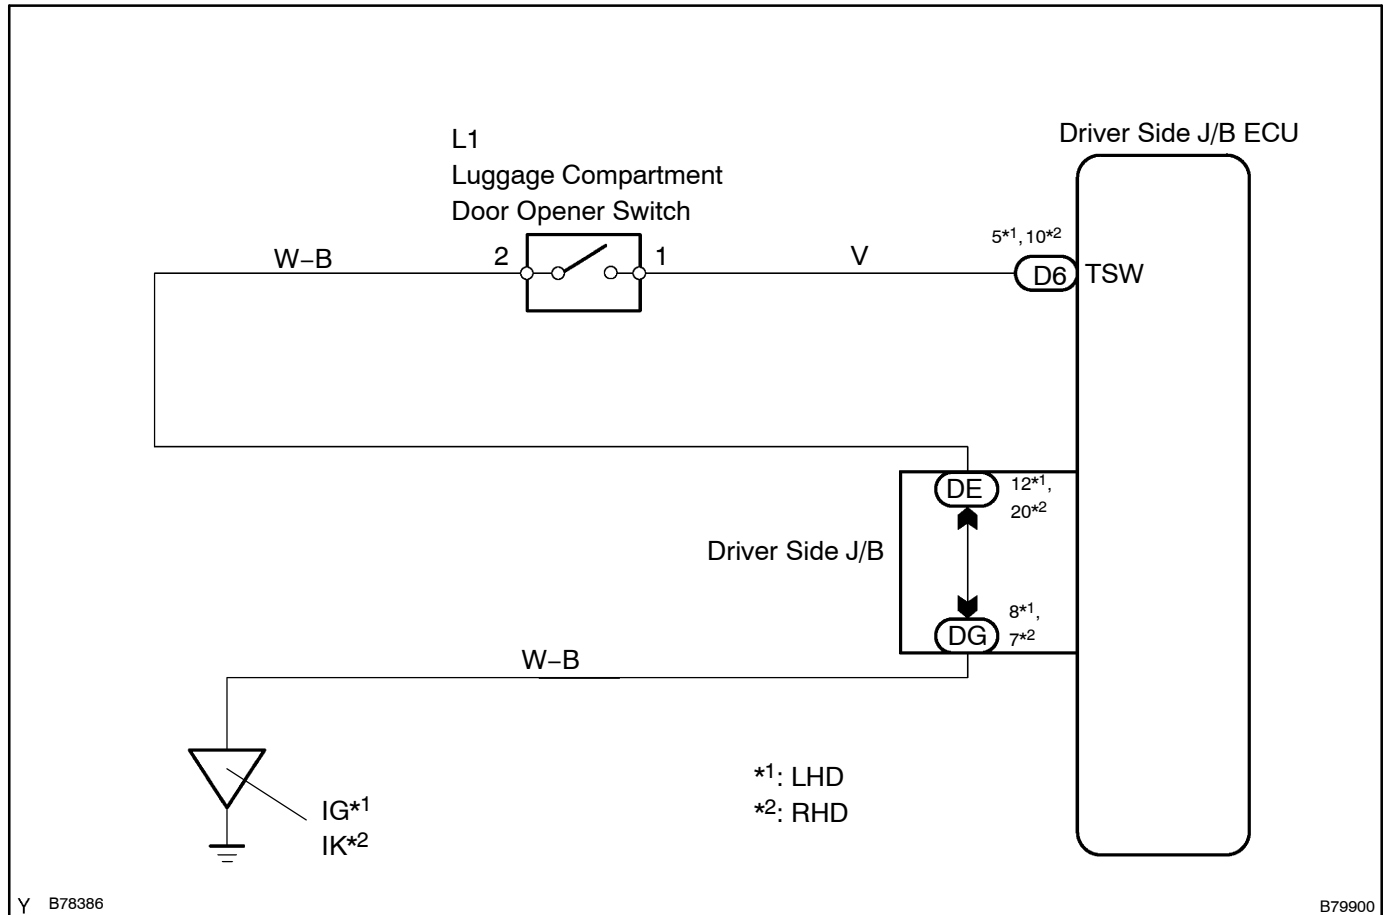 Driver Side J/B ECU
L1
Luggage Compartment
Door Opener Switch
5*1, 10*2
W–B
2
1
V
D6
TSW
DE
12*1,
20*2
Driver Side J/B
DG
8*1,
7*2
W–B
*1: LHD
*2: RHD
IG*1
IK*2
Y B78386
B79900